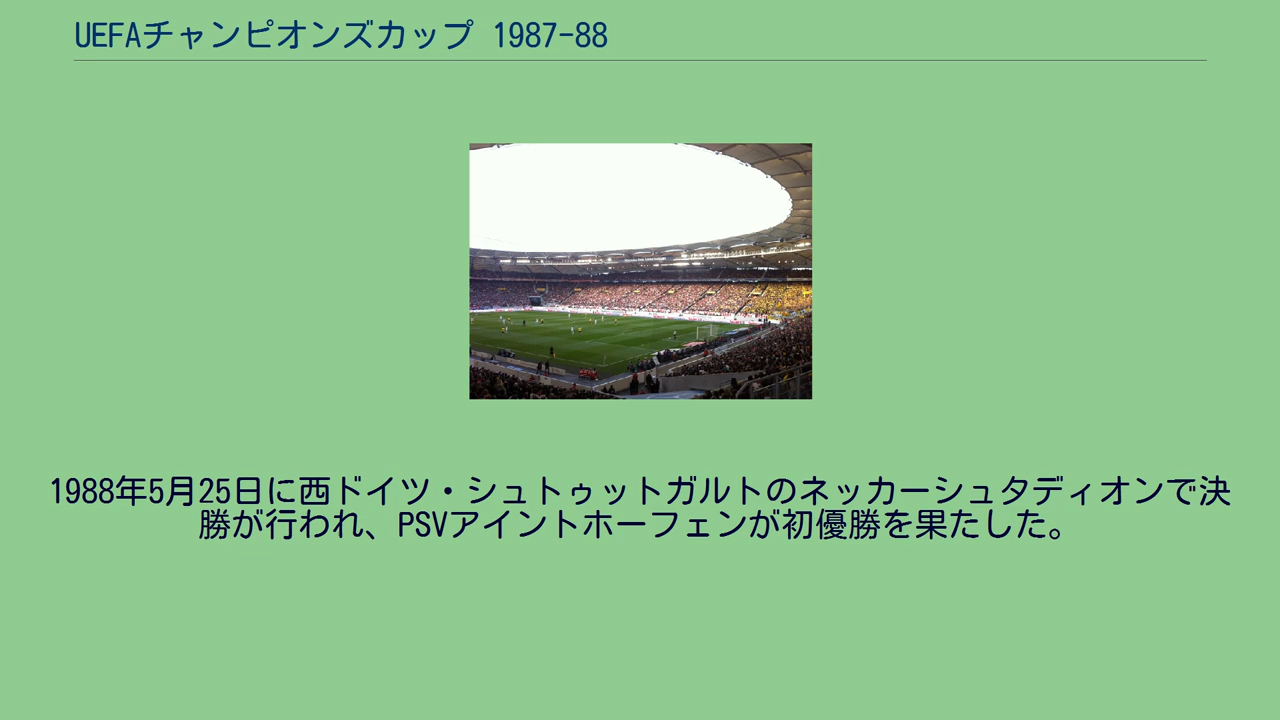 UEFAチャンピオンズカップ 1987-88
1988年5月25日に西ドイツ・シュトゥットガルトのネッカーシュタディオンで決
勝が行われ、PSVアイントホーフェンが初優勝を果たした。